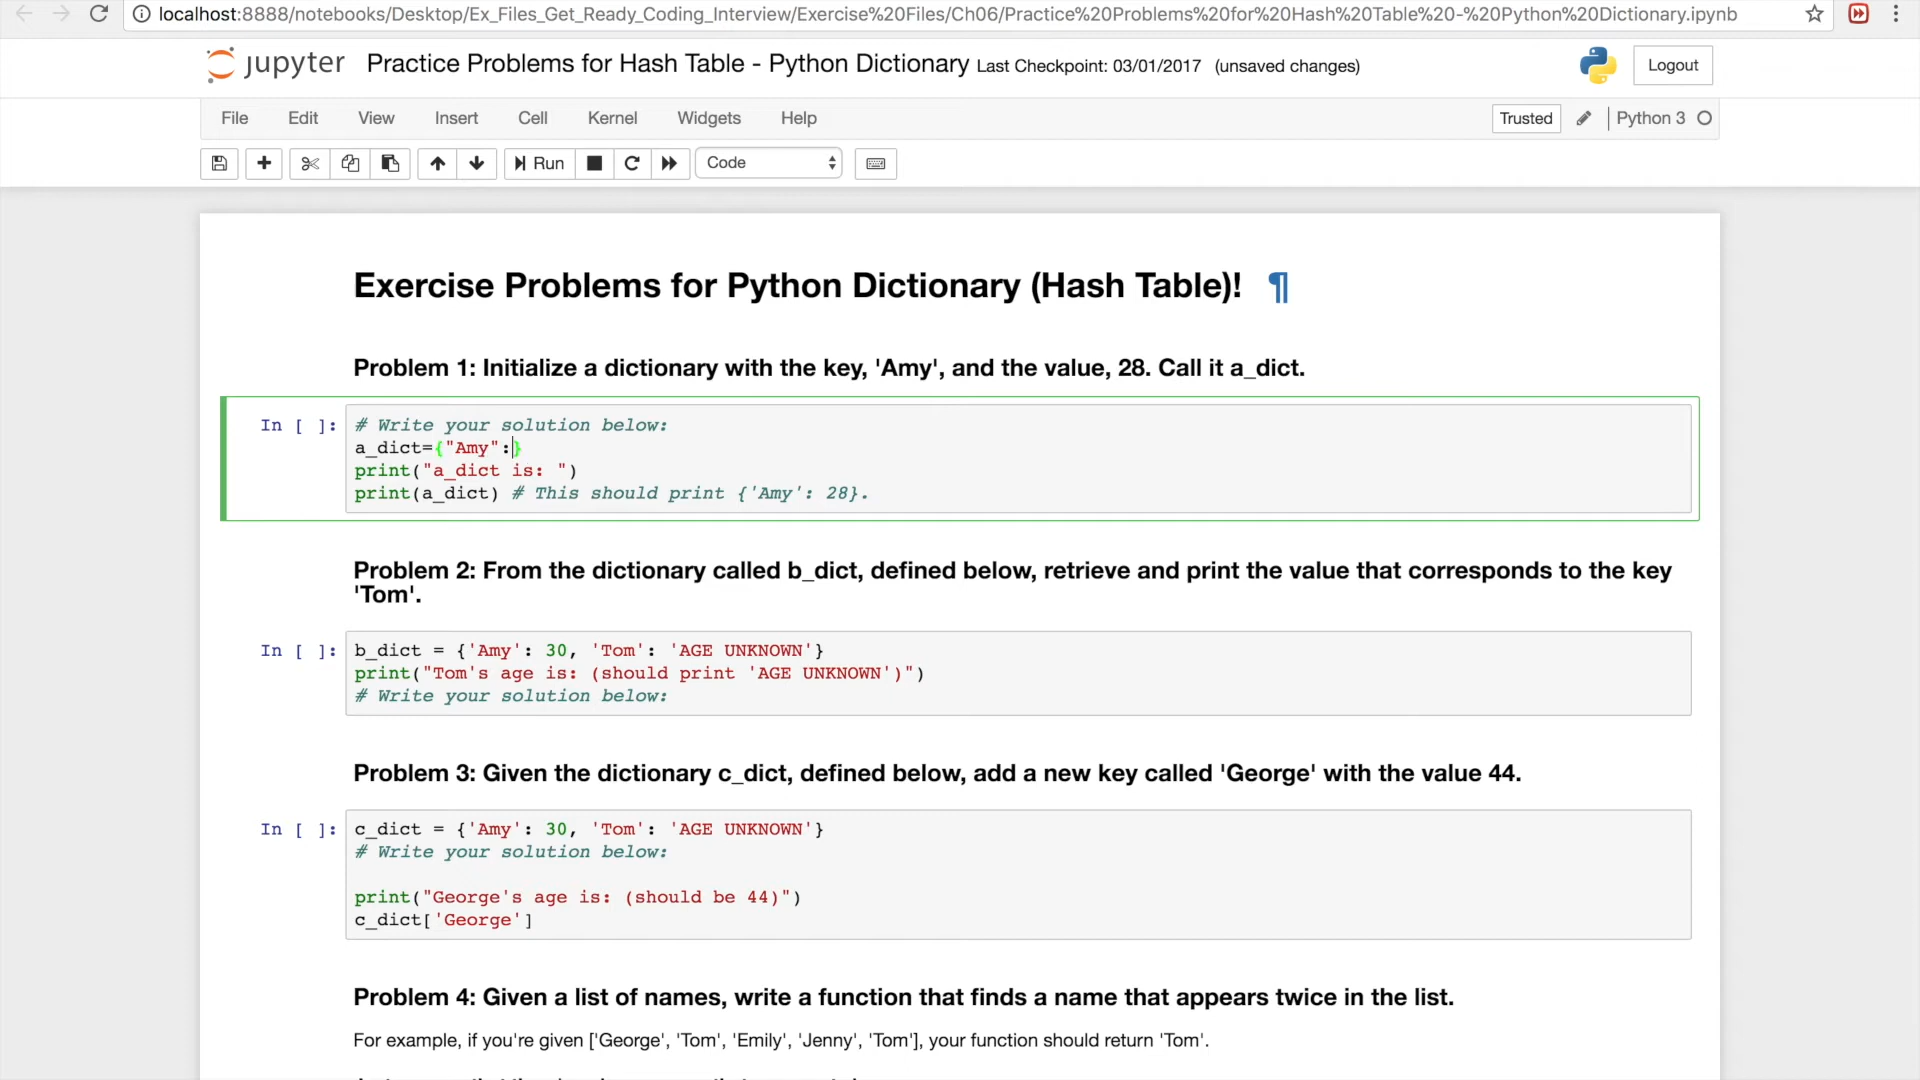 localhost:8888/notebooks/Desktop/Ex_Files_Get_Ready_Coding_Interview/Exercise%20Files/Ch06/Practice%20Problems%20for%20Hash%20Table%20-%20Python%20Dictionary.ipynb
jupyter Practice Problems for Hash Table - Python Dictionary Last Checkpoint: 03/01/2017 (unsaved changes) Logout
File Edit View Insert Cell Kernel Widgets Help Trusted Python 3
Run Code
Exercise Problems for Python Dictionary (Hash Table)! ¶
Problem 1: Initialize a dictionary with the key, 'Amy', and the value, 28. Call it a_dict.
In [ ]: # Write your solution below:
a_dict={"Amy":}
print("a_dict is: ")
print(a_dict) # This should print {'Amy': 28}.
Problem 2: From the dictionary called b_dict, defined below, retrieve and print the value that corresponds to the key
'Tom'.
In [ ]: b_dict = {'Amy': 30, 'Tom': 'AGE UNKNOWN'}
print("Tom's age is: (should print 'AGE UNKNOWN')")
# Write your solution below:
Problem 3: Given the dictionary c_dict, defined below, add a new key called 'George' with the value 44.
In [ ]: c_dict = {'Amy': 30, 'Tom': 'AGE UNKNOWN'}
# Write your solution below:
print("George's age is: (should be 44)")
c_dict['George']
Problem 4: Given a list of names, write a function that finds a name that appears twice in the list.
For example, if you're given ['George', 'Tom', 'Emily', 'Jenny', 'Tom'], your function should return 'Tom'.